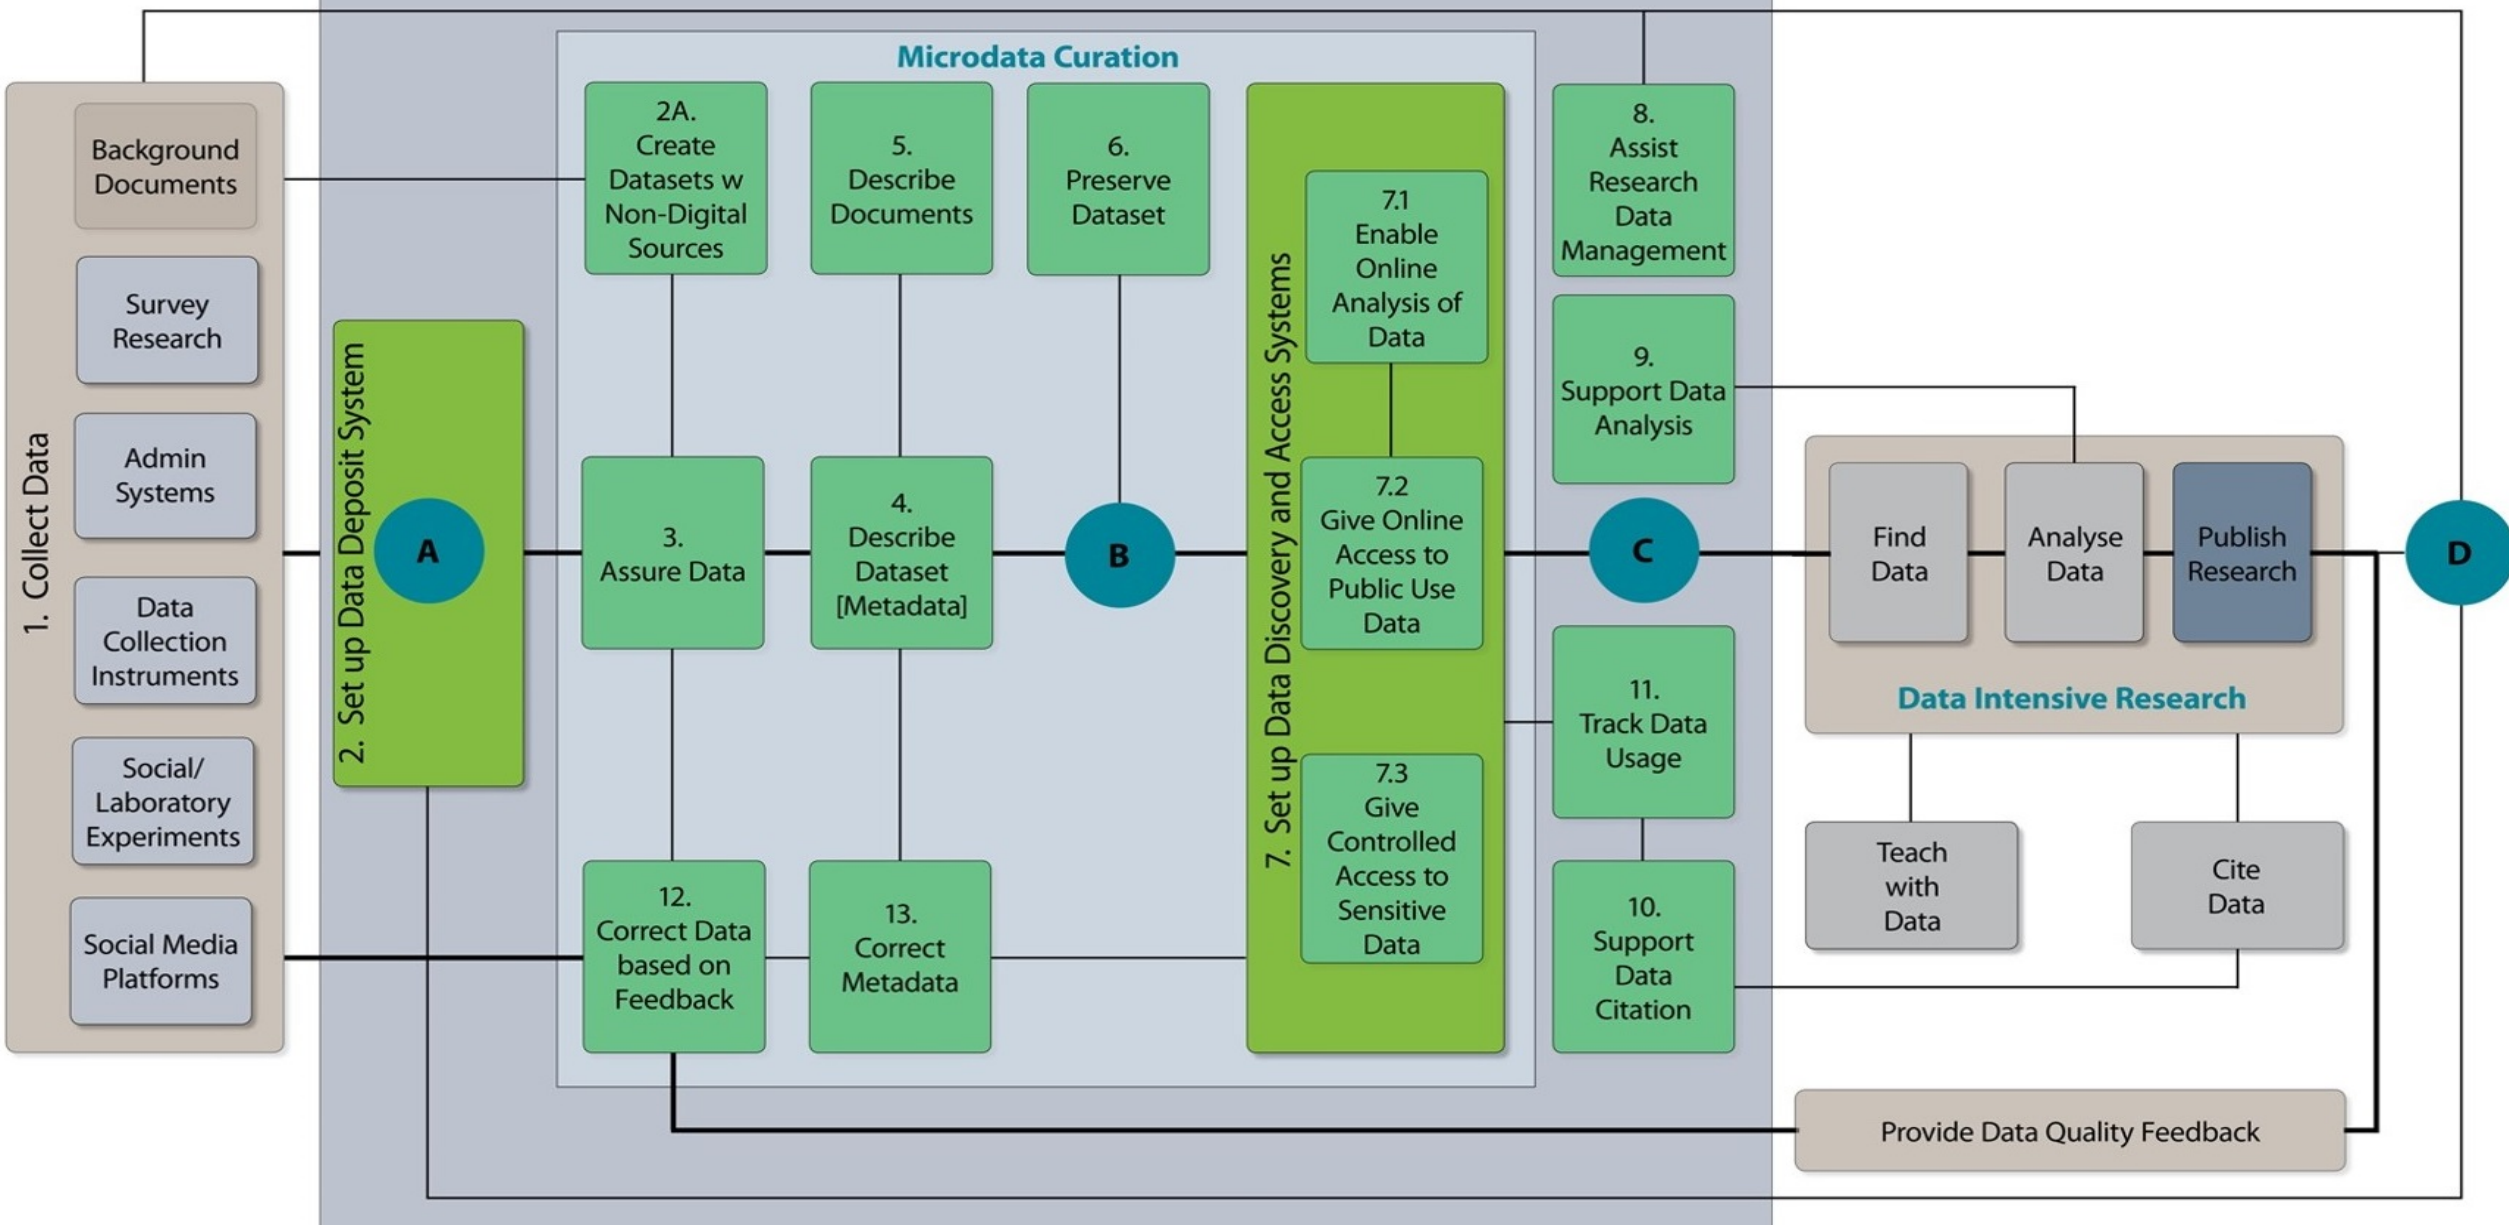 1. Collect Data
Background
Documents
Survey
Research
Admin
Systems
Data
Collection
Instruments
Social/
Laboratory
Experiments
Social Media
Platforms
2. Set up Data Deposit System
A
Microdata Curation
2A.
Create
Datasets w
Non-Digital
Sources
5.
Describe
Documents
6.
Preserve
Dataset
3.
Assure Data
4.
Describe
Dataset
[Metadata]
B
12.
Correct Data
based on
Feedback
13.
Correct
Metadata
7. Set up Data Discovery and Access Systems
7.1
Enable
Online
Analysis of
Data
7.2
Give Online
Access to
Public Use
Data
7.3
Give
Controlled
Access to
Sensitive
Data
8.
Assist
Research
Data
Management
9.
Support Data
Analysis
C
11.
Track Data
Usage
10.
Support
Data
Citation
Find
Data
Analyse
Data
Publish
Research
Data Intensive Research
D
Teach
with
Data
Cite
Data
Provide Data Quality Feedback